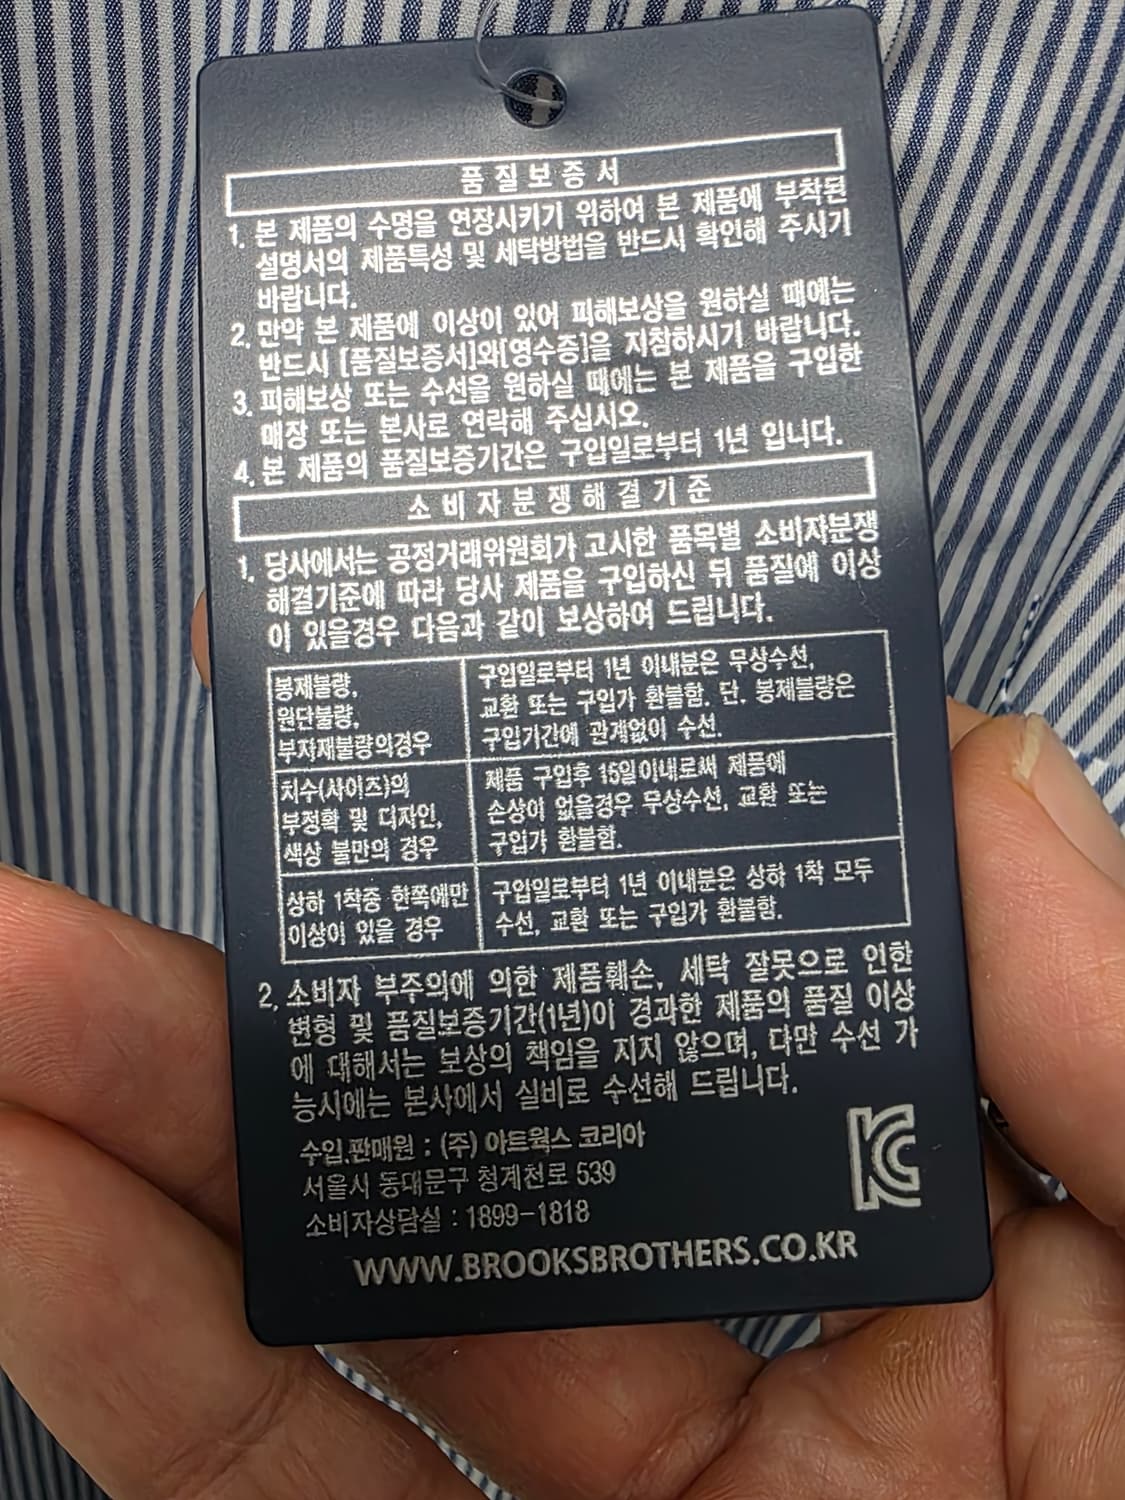 품질보증서
1. 본 제품의 수명을 연장시키기 위하여 본 제품에 부착된
설명서의 제품특성 및 세탁방법을 반드시 확인해 주시기
바랍니다.
2. 만약 본 제품에 이상이 있어 피해보상을 원하실 때에는
반드시 [품질보증서]와[영수증]을 지참하시기 바랍니다.
3. 피해보상 또는 수선을 원하실 때에는 본 제품을 구입한
매장 또는 본사로 연락해 주십시오.
4. 본 제품의 품질보증기간은 구입일로부터 1년 입니다.
소비자분쟁해결기준
1. 당사에서는 공정거래위원회가 고시한 품목별 소비자분쟁
해결기준에 따라 당사 제품을 구입하신 뒤 품질에 이상
이 있을경우 다음과 같이 보상하여 드립니다.
봉제불량,
원단불량,
부자재불량의경우
구입일로부터 1년 이내분은 무상수선,
교환 또는 구입가 환불함. 단, 봉제불량은
구입기간에 관계없이 수선.
치수(사이즈)의
부정확 및 디자인,
색상 불만의 경우
제품 구입후 15일이내로써 제품에
손상이 없을경우 무상수선, 교환 또는
구입가 환불함.
상하 1착중 한쪽에만
이상이 있을 경우
구입일로부터 1년 이내분은 상하 1착 모두
수선, 교환 또는 구입가 환불함.
2. 소비자 부주의에 의한 제품훼손, 세탁 잘못으로 인한
변형 및 품질보증기간(1년)이 경과한 제품의 품질 이상
에 대해서는 보상의 책임을 지지 않으며, 다만 수선 가
능시에는 본사에서 실비로 수선해 드립니다.
수입.판매원 : (주) 아트웍스 코리아
서울시 동대문구 청계천로 539
소비자상담실 : 1899-1818
KC
WWW.BROOKSBROTHERS.CO.KR